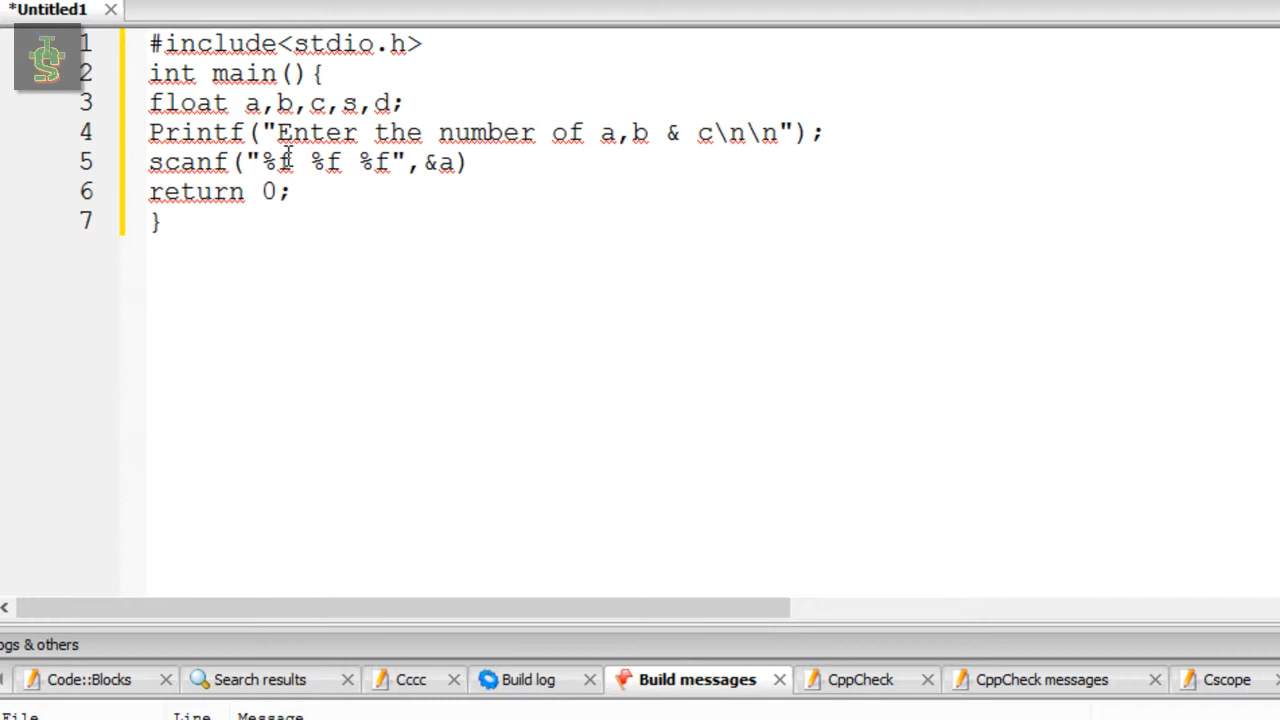 *Untitled1
1 #include<stdio.h>
2 int main(){
3 float a,b,c,s,d;
4 Printf("Enter the number of a,b & c\n\n");
5 scanf("%f %f %f",&a)
6 return 0;
7 }
ogs & others
Code::Blocks Search results Cccc Build log Build messages CppCheck CppCheck messages Cscope
File Line Message